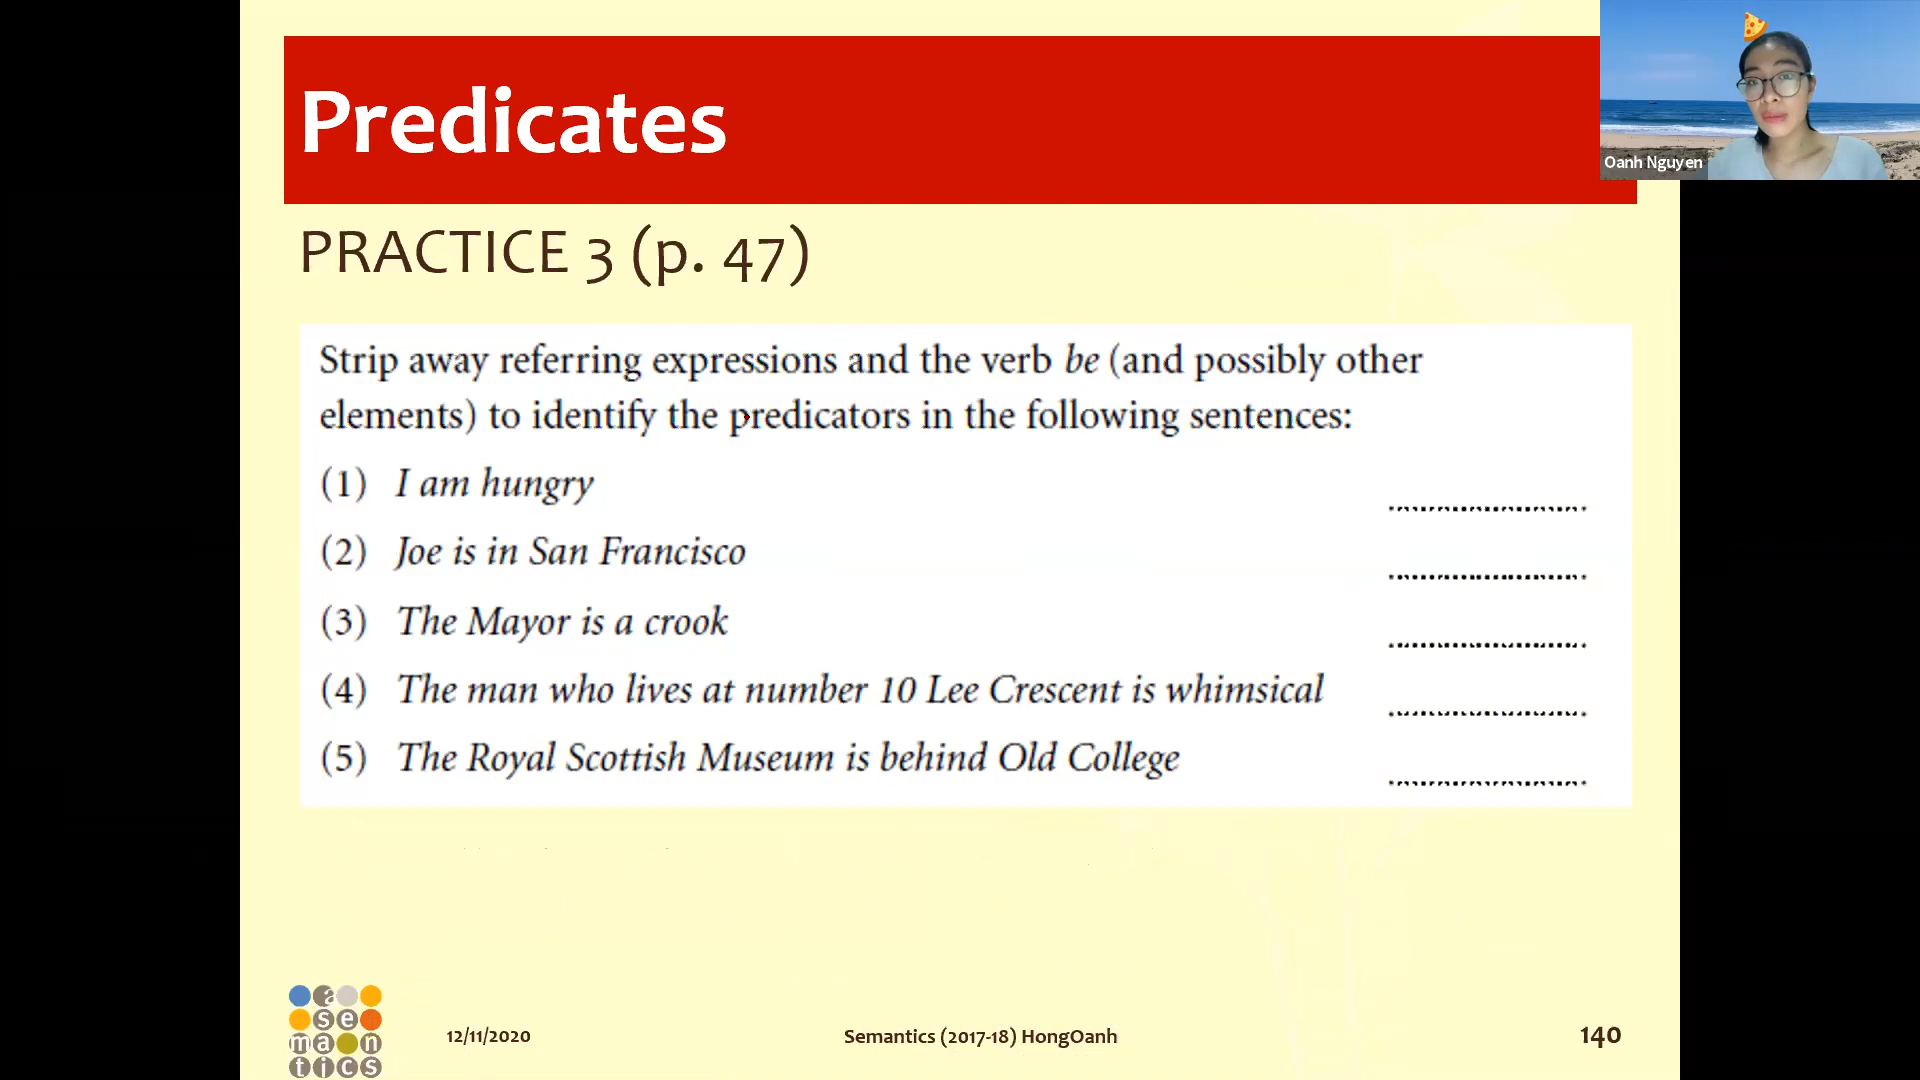 Predicates
Oanh Nguyen
PRACTICE 3 (p. 47)
Strip away referring expressions and the verb be (and possibly other
elements) to identify the predicators in the following sentences:
(1) I am hungry ........................
(2) Joe is in San Francisco ........................
(3) The Mayor is a crook ........................
(4) The man who lives at number 10 Lee Crescent is whimsical ........................
(5) The Royal Scottish Museum is behind Old College ........................
a
se
ma n
tics
12/11/2020
Semantics (2017-18) HongOanh
140